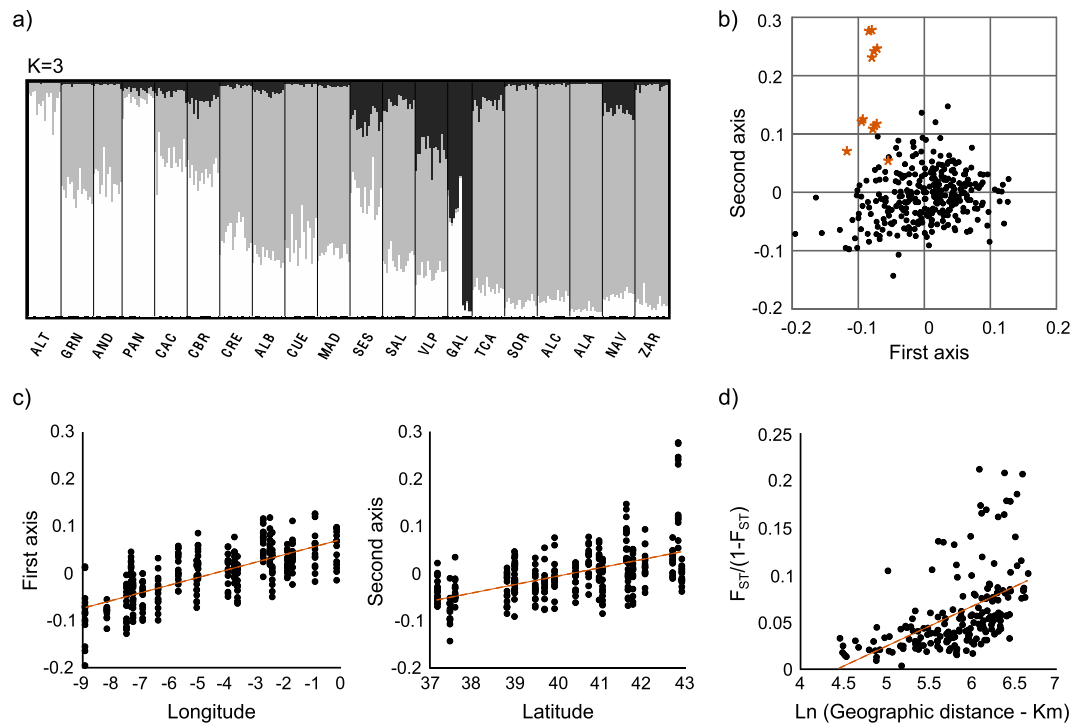 a)
K=3
ALT GRN AND PAN CAC CBR CRE ALB CUE MAD SES SAL VLP GAL TCA SOR ALC ALA NAV ZAR
b)
Second axis
0.3
0.2
0.1
0
-0.1
-0.2
-0.2 -0.1 0 0.1 0.2
First axis
c)
First axis
0.3
0.2
0.1
0
-0.1
-0.2
-9 -8 -7 -6 -5 -4 -3 -2 -1 0
Longitude
Second axis
0.3
0.2
0.1
0
-0.1
-0.2
37 38 39 40 41 42 43
Latitude
d)
FST/(1-FST)
0.25
0.2
0.15
0.1
0.05
0
4 4.5 5 5.5 6 6.5 7
Ln (Geographic distance - Km)